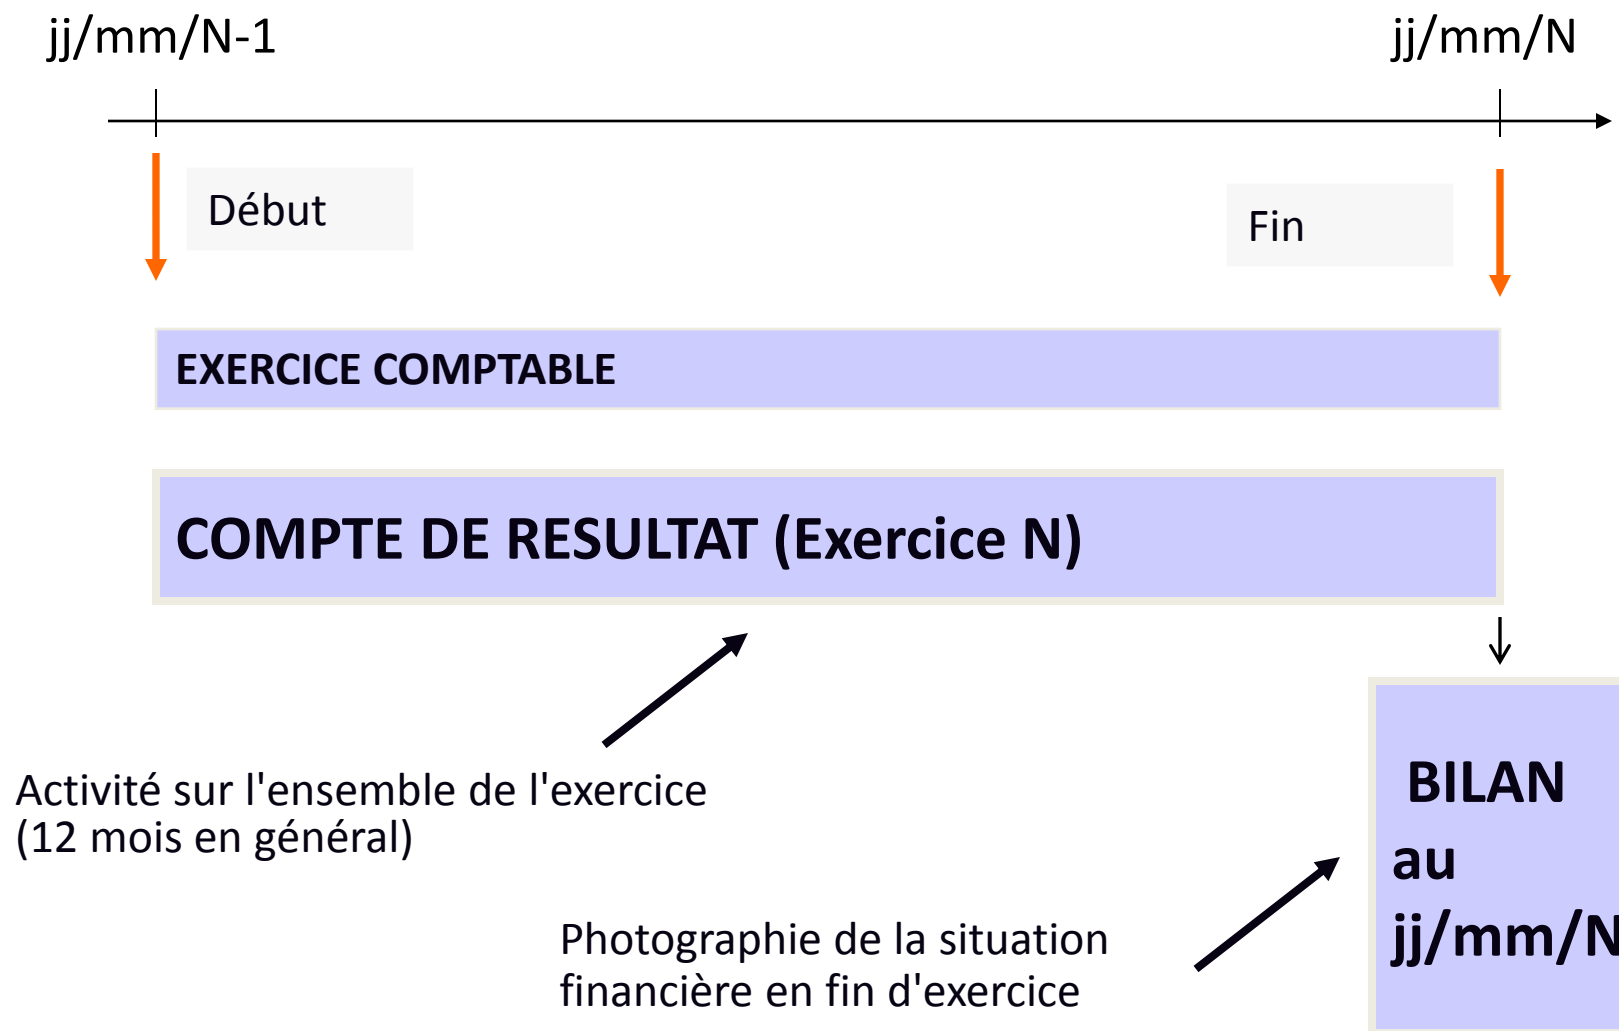 jj/mm/N-1
jj/mm/N
Début
Fin
EXERCICE COMPTABLE
COMPTE DE RESULTAT (Exercice N)
Activité sur l'ensemble de l'exercice
(12 mois en général)
BILAN
au
jj/mm/N
Photographie de la situation
financière en fin d'exercice